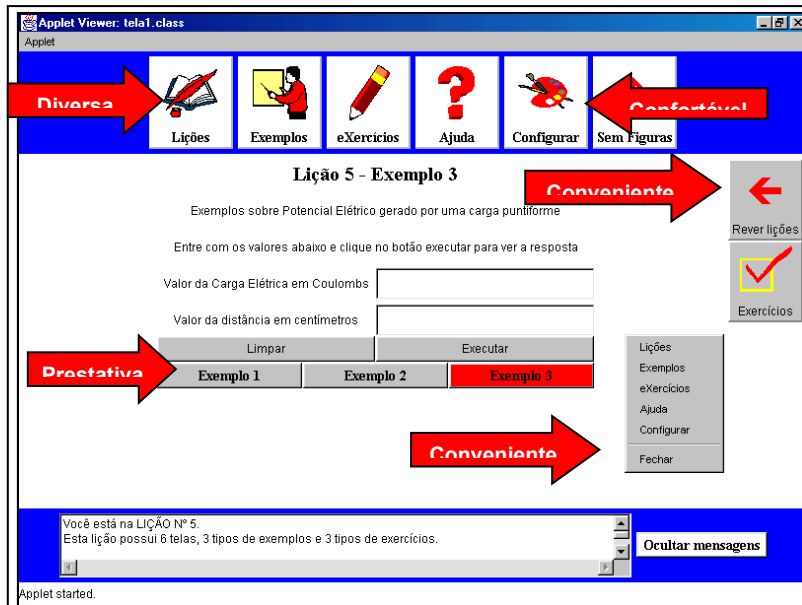 Applet Viewer: tela1.class
Applet
Diversa
Lições
Exemplos
eXercícios
Ajuda
Configurar
Sem Figuras
Confortável
Lição 5 - Exemplo 3
Conveniente
Exemplos sobre Potencial Elétrico gerado por uma carga puntiforme
Rever lições
Entre com os valores abaixo e clique no botão executar para ver a resposta
Valor da Carga Elétrica em Coulombs
Exercícios
Valor da distância em centímetros
Limpar
Executar
Prestativa
Exemplo 1
Exemplo 2
Exemplo 3
Lições
Exemplos
eXercícios
Ajuda
Configurar
Fechar
Conveniente
Você está na LIÇÃO Nº 5.
Esta lição possui 6 telas, 3 tipos de exemplos e 3 tipos de exercícios.
Ocultar mensagens
Applet started.